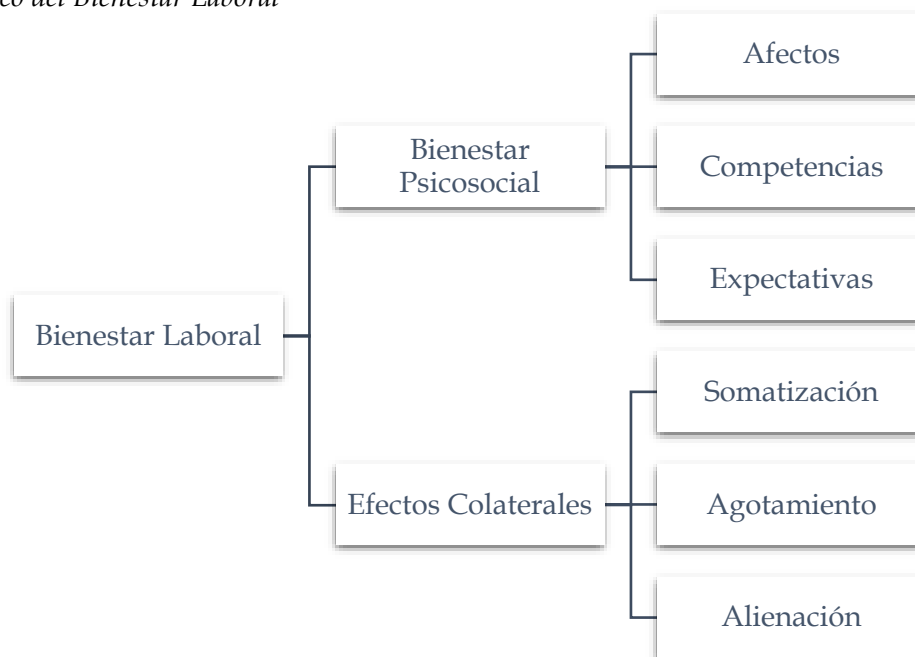 del Bienestar Laboral
Afectos
Bienestar
Psicosocial
Competencias
Expectativas
Bienestar Laboral
Somatización
Efectos Colaterales
Agotamiento
Alienación